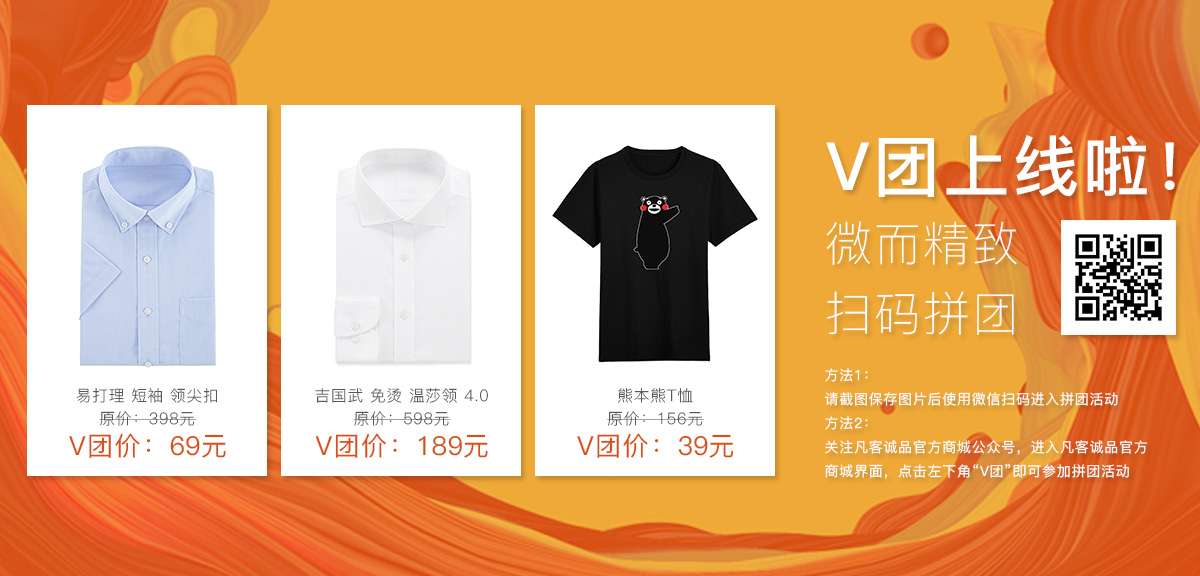 易打理 短袖 领尖扣
原价：398元
V团价：69元
吉国武 免烫 温莎领 4.0
原价：598元
V团价：189元
熊本熊T恤
原价：156元
V团价：39元
V团上线啦！
微而精致
扫码拼团
方法1：
请截图保存图片后使用微信扫码进入拼团活动
方法2：
关注凡客诚品官方商城公众号，进入凡客诚品官方
商城界面，点击左下角“V团”即可参加拼团活动